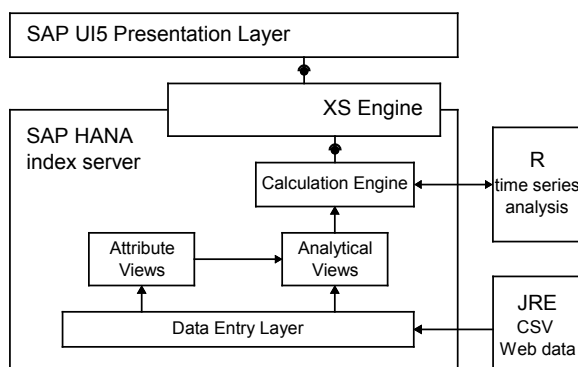 SAP UI5 Presentation Layer
XS Engine
SAP HANA
index server
Calculation Engine
R
time series
analysis
Attribute
Views
Analytical
Views
Data Entry Layer
JRE
CSV
Web data